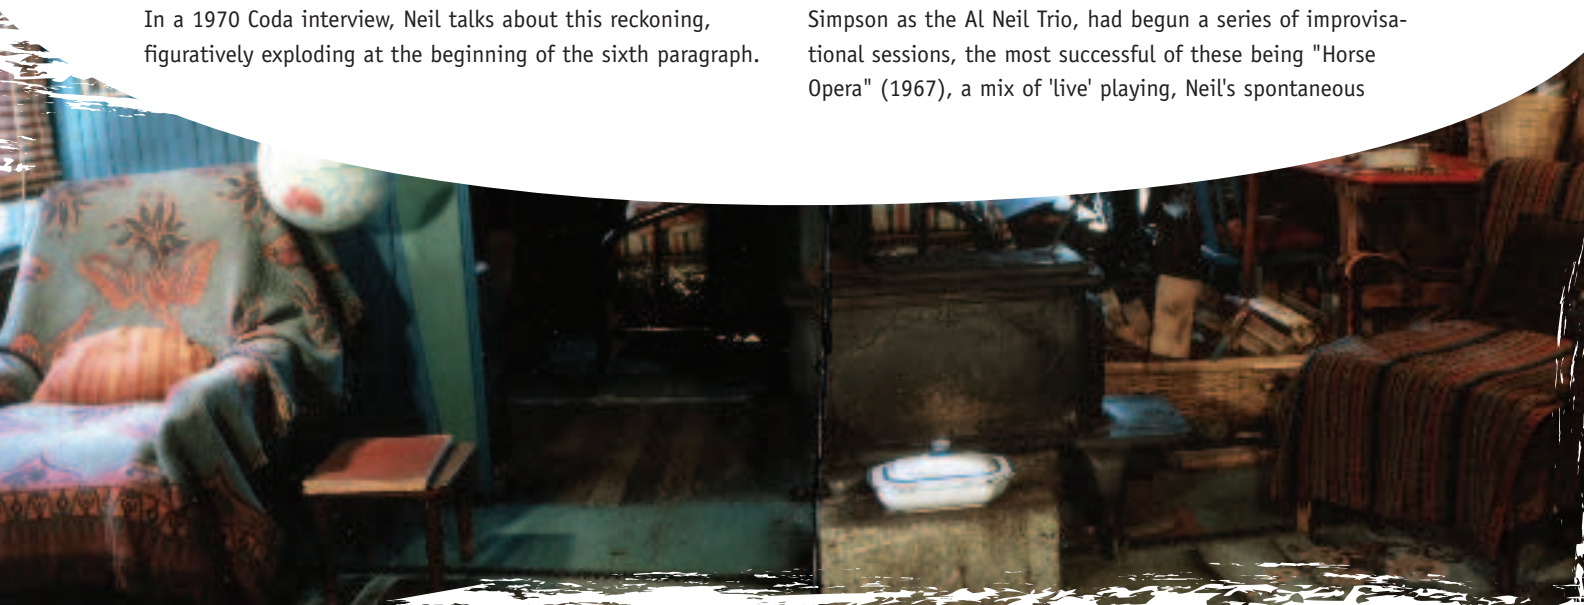 In a 1970 Coda interview, Neil talks about this reckoning,
figuratively exploding at the beginning of the sixth paragraph.
Simpson as the Al Neil Trio, had begun a series of improvisa-
tional sessions, the most successful of these being "Horse
Opera" (1967), a mix of 'live' playing, Neil's spontaneous